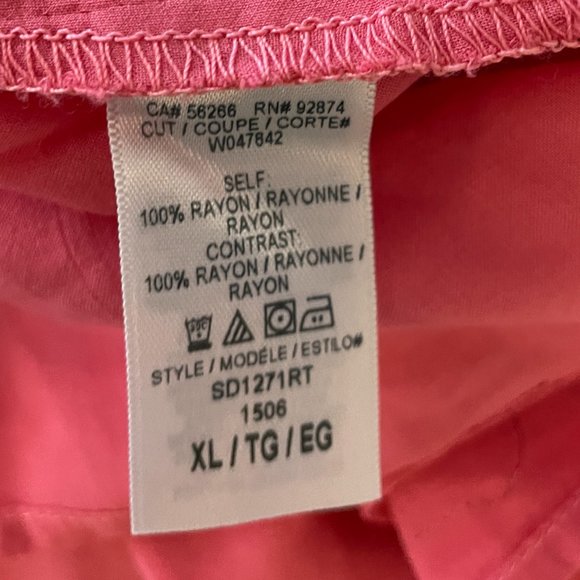 CA# 56266 RN# 92874
CUT / COUPE / CORTE#
W047642
SELF:
100% RAYON / RAYONNE /
RAYON
CONTRAST:
100% RAYON / RAYONNE /
RAYON
STYLE / MODÈLE / ESTILO#
SD1271RT
1506
XL / TG / EG